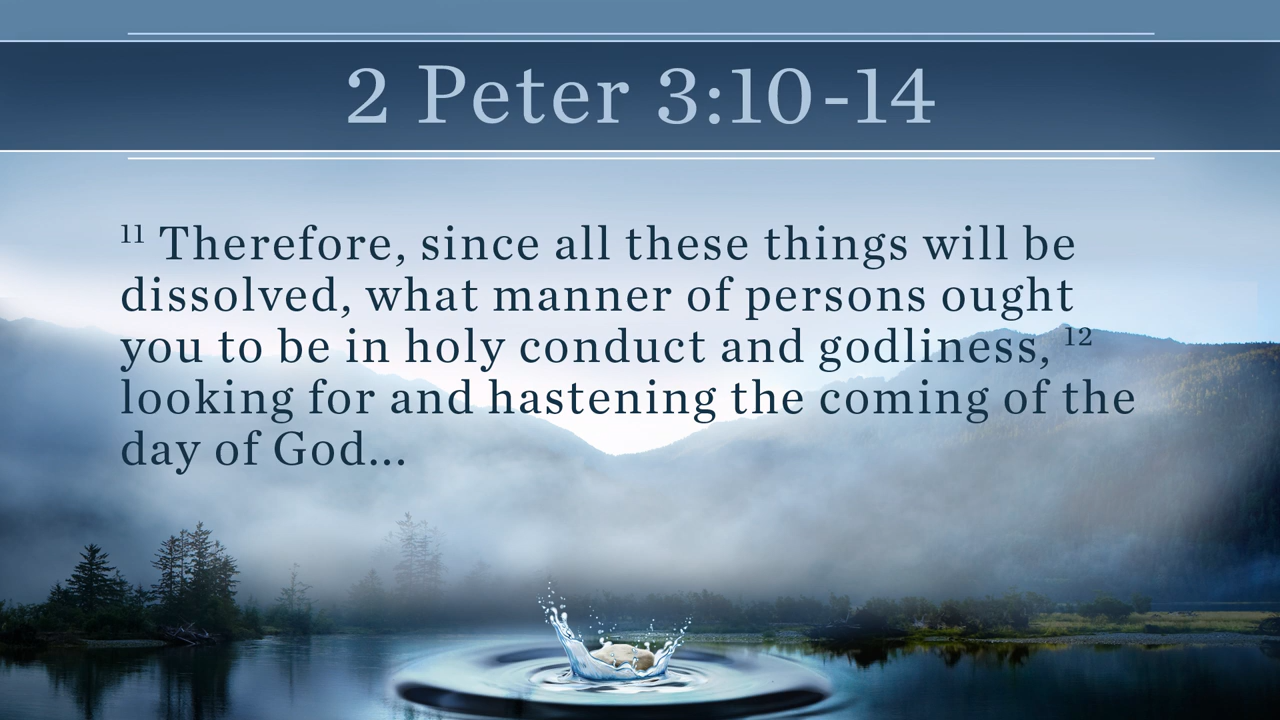 2 Peter 3:10-14
11 Therefore, since all these things will be
dissolved, what manner of persons ought
you to be in holy conduct and godliness, 12
looking for and hastening the coming of the
day of God...